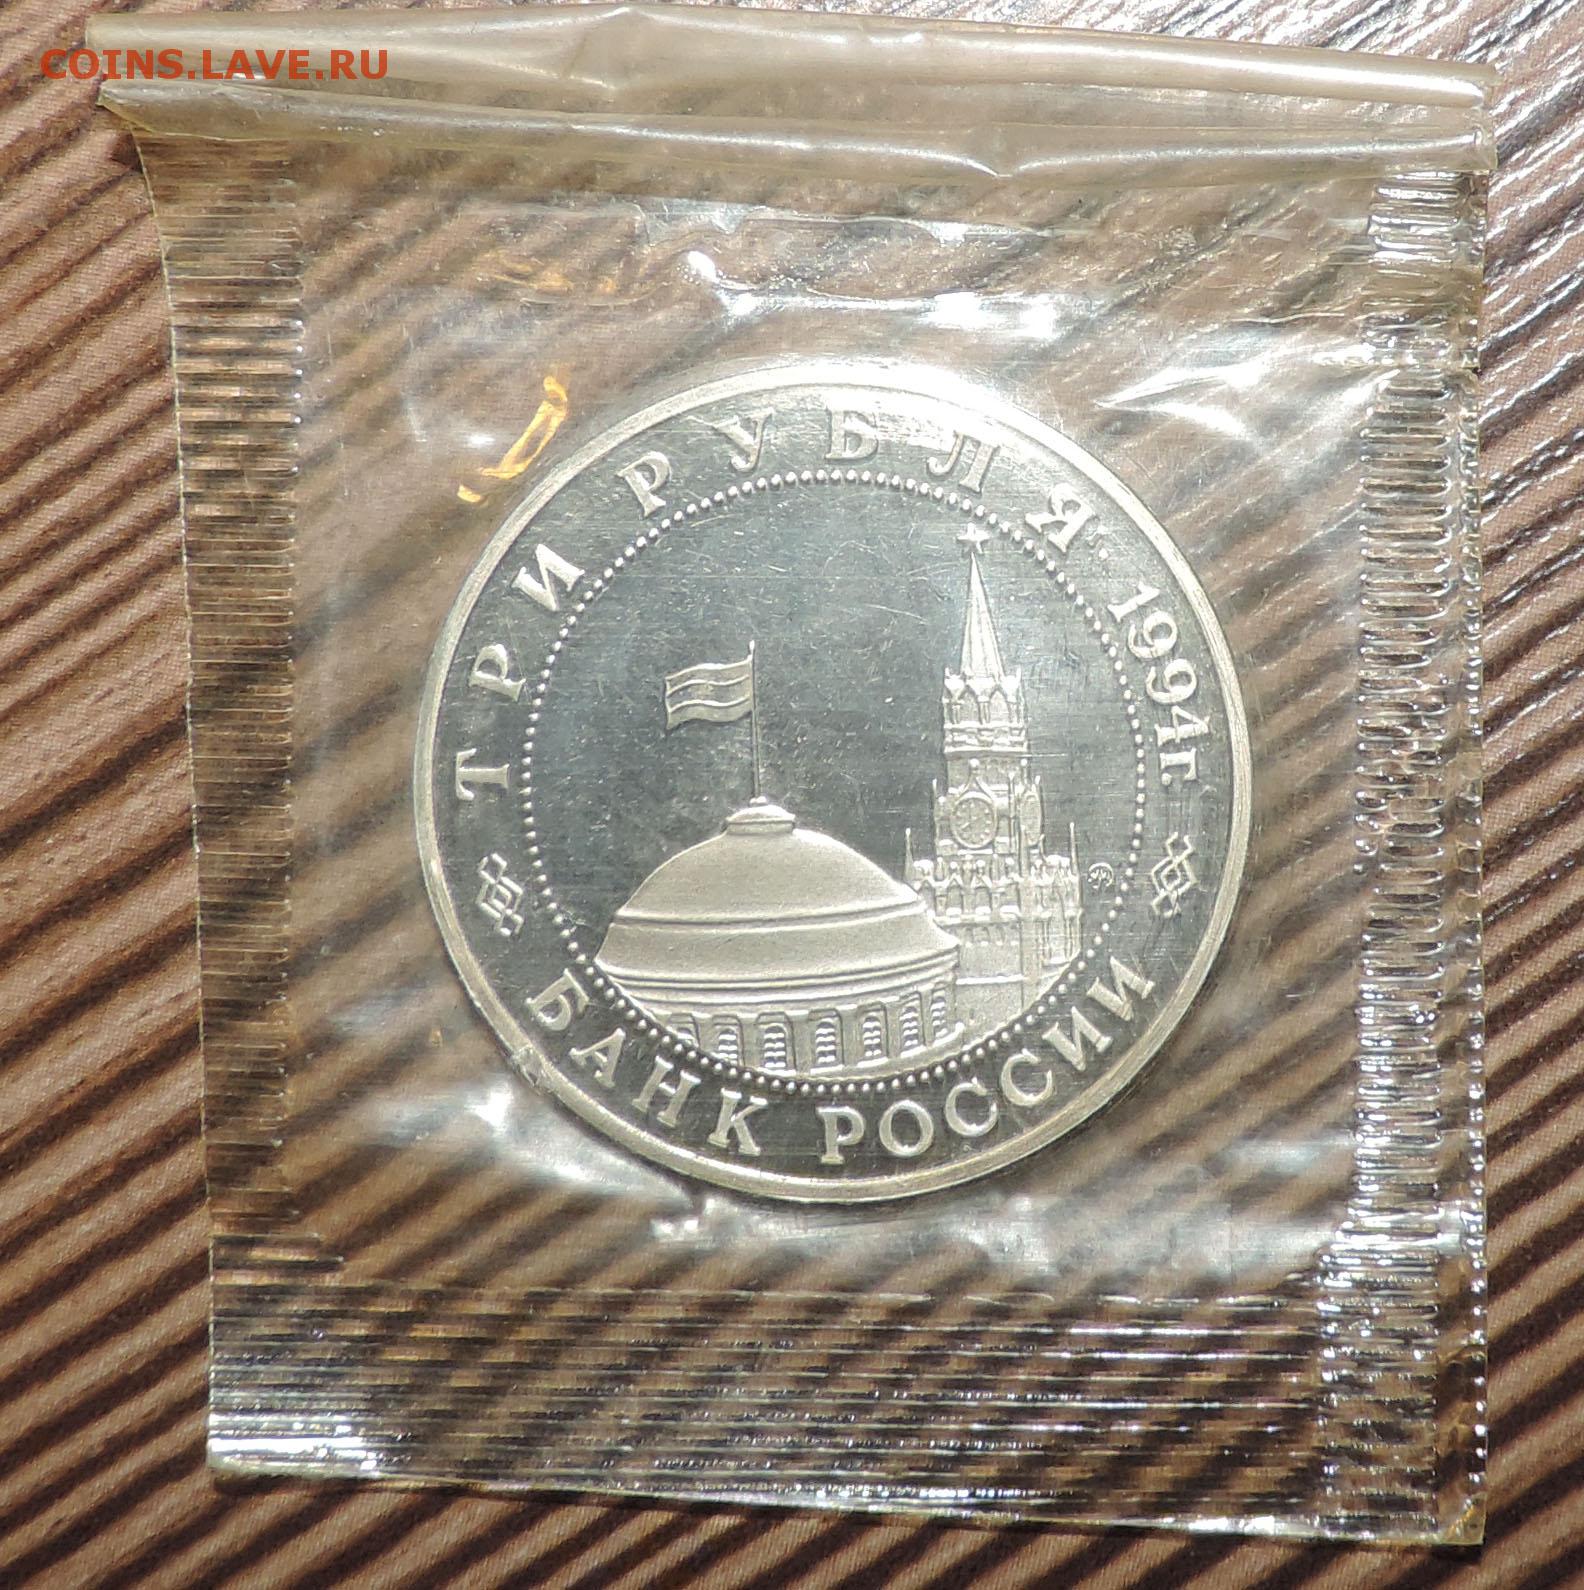 COINS.LAVE.RU
ТРИ РУБЛЯ · 1994г.
БАНК РОССИИ